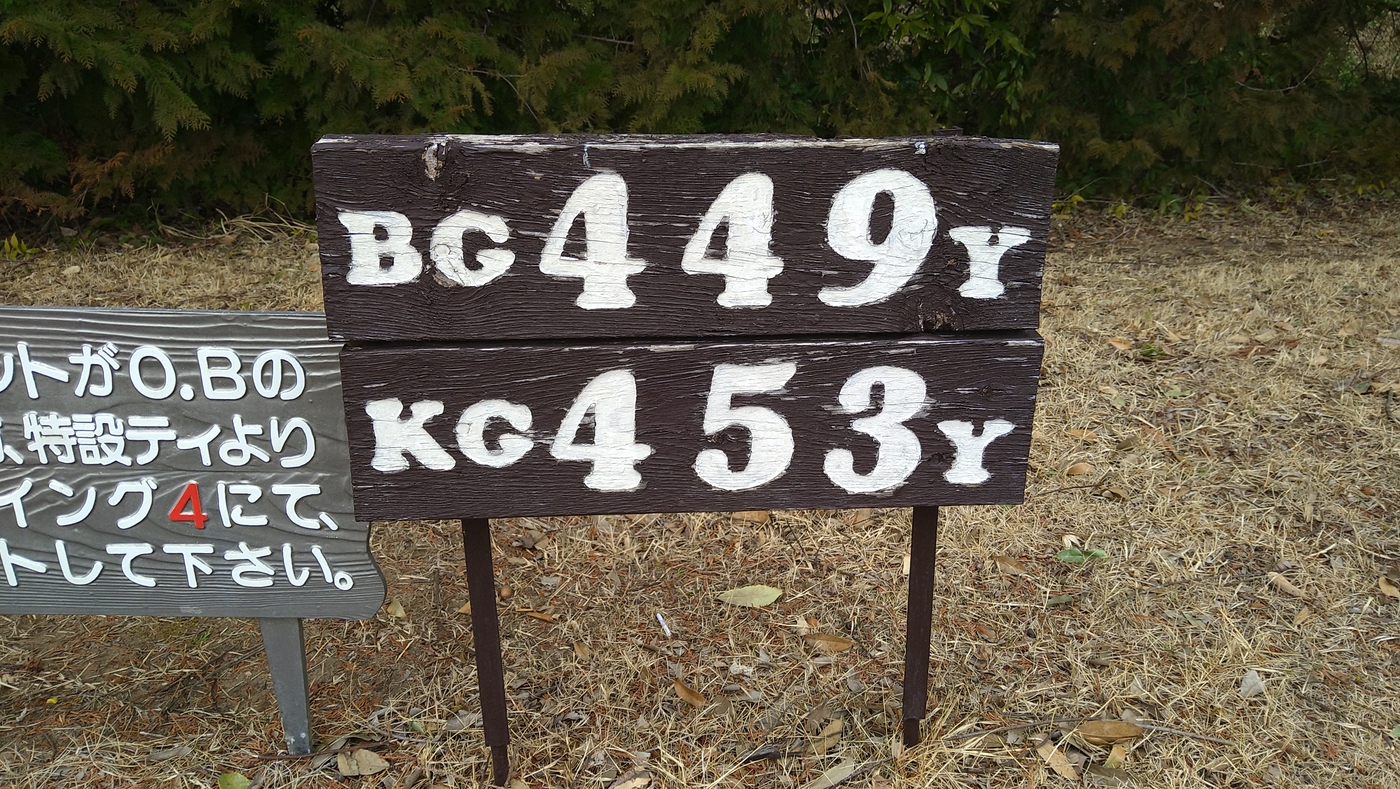 BG 449Y
KG 453Y
ットがO.Bの
特設ティより
イング4にて、
トして下さい。